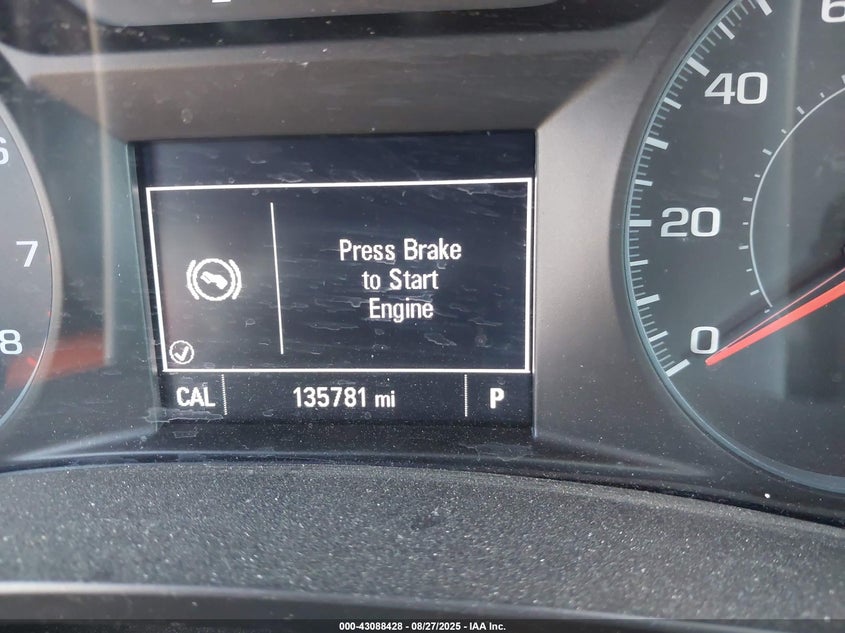 6
7
8
Press Brake
to Start
Engine
CAL 135781 mi P
40
20
0
000-43088428 - 08/27/2025 - IAA Inc.